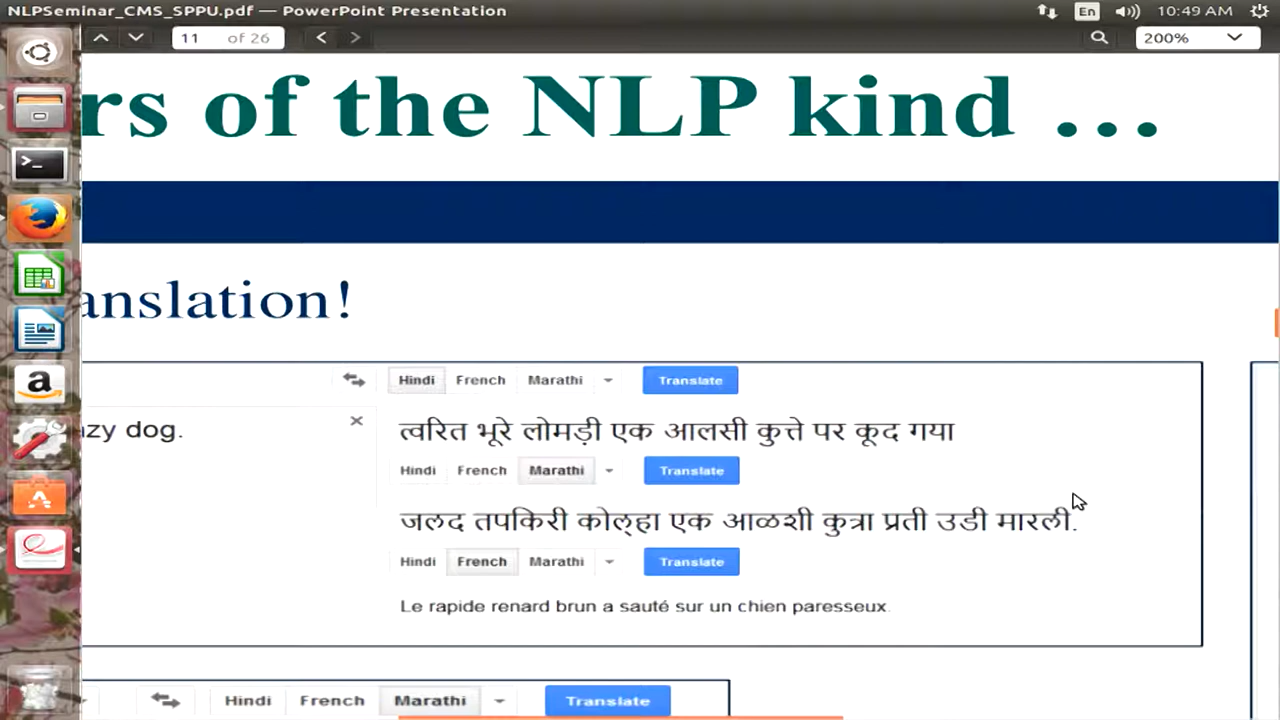 NLPSeminar_CMS_SPPU.pdf — PowerPoint Presentation En 10:49 AM
11 of 26 200%
rs of the NLP kind ...
anslation!
Hindi French Marathi Translate
zy dog.
त्वरित भूरे लोमड़ी एक आलसी कुत्ते पर कूद गया
Hindi French Marathi Translate
जलद तपकिरी कोल्हा एक आळशी कुत्रा प्रती उडी मारली.
Hindi French Marathi Translate
Le rapide renard brun a sauté sur un chien paresseux.
Hindi French Marathi Translate